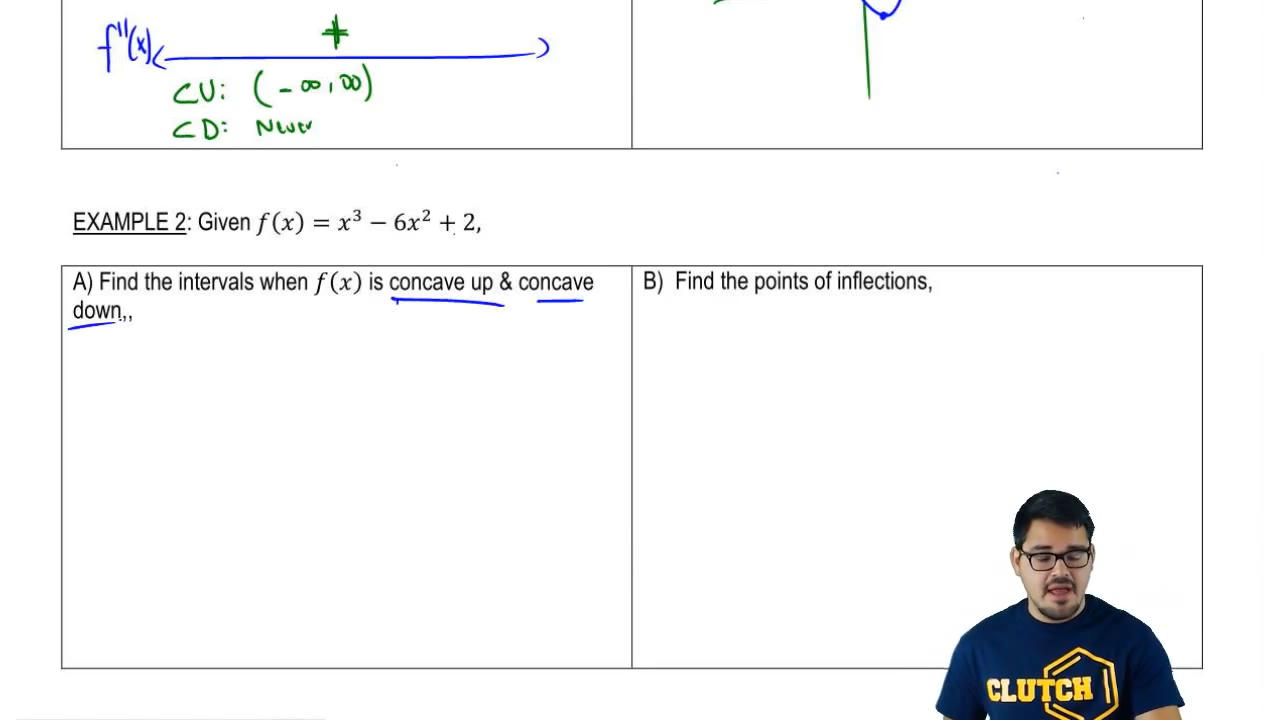 f''(x) +
CU: (-∞,∞)
CD: Never
EXAMPLE 2: Given f(x) = x³ − 6x² + 2,
A) Find the intervals when f(x) is concave up & concave
down,,
B) Find the points of inflections,
CLUTCH